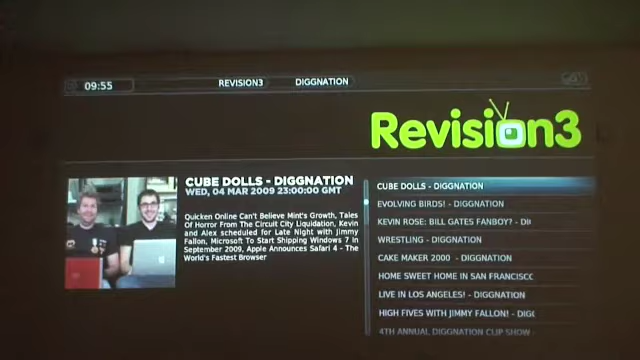 09:55
REVISION3
DIGGNATION
Revision3
CUBE DOLLS - DIGGNATION
WED, 04 MAR 2009 23:00:00 GMT
Quicken Online Can't Believe Mint's Growth, Tales
Of Horror From The Circuit City Liquidation, Kevin
and Alex scheduled for Late Night with Jimmy
Fallon, Microsoft To Start Shipping Windows 7 in
September 2009, Apple Announces Safari 4 - The
World's Fastest Browser
CUBE DOLLS - DIGGNATION
EVOLVING BIRDS! - DIGGNATION
KEVIN ROSE: BILL GATES FANBOY? - DI
WRESTLING - DIGGNATION
CAKE MAKER 2000 - DIGGNATION
HOME SWEET HOME IN SAN FRANCISC
LIVE IN LOS ANGELES! - DIGGNATION
HIGH FIVES WITH JIMMY FALLON! - DIG
4TH ANNUAL DIGGNATION CLIP SHOW -